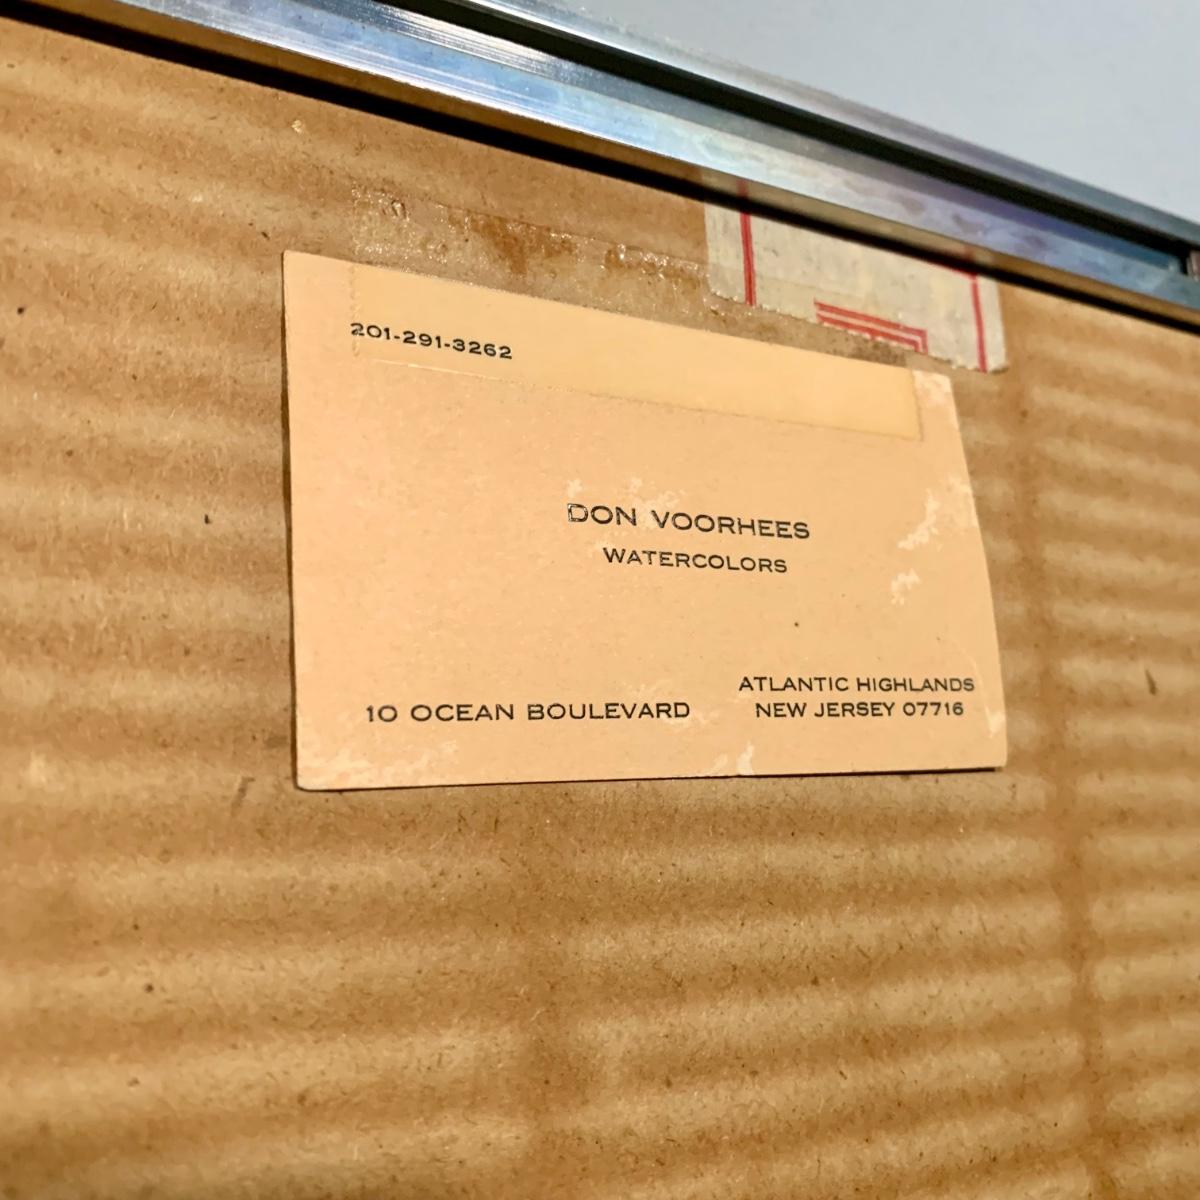 201-291-3262
DON VOORHEES
WATERCOLORS
10 OCEAN BOULEVARD
ATLANTIC HIGHLANDS
NEW JERSEY 07716